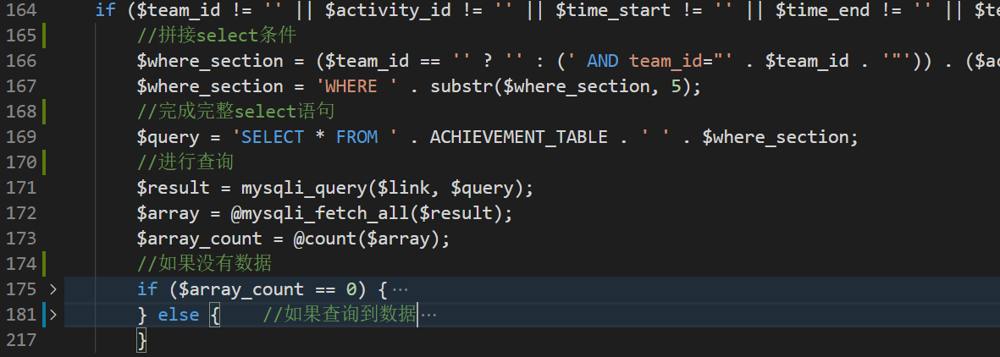 164 if ($team_id != '' || $activity_id != '' || $time_start != '' || $time_end != '' || $te
165 //拼接select条件
166 $where_section = ($team_id == '' ? '' : (' AND team_id="' . $team_id . '"')) . ($ac
167 $where_section = 'WHERE ' . substr($where_section, 5);
168 //完成完整select语句
169 $query = 'SELECT * FROM ' . ACHIEVEMENT_TABLE . ' ' . $where_section;
170 //进行查询
171 $result = mysqli_query($link, $query);
172 $array = @mysqli_fetch_all($result);
173 $array_count = @count($array);
174 //如果没有数据
175 if ($array_count == 0) {⋯
181 } else { //如果查询到数据⋯
217 }